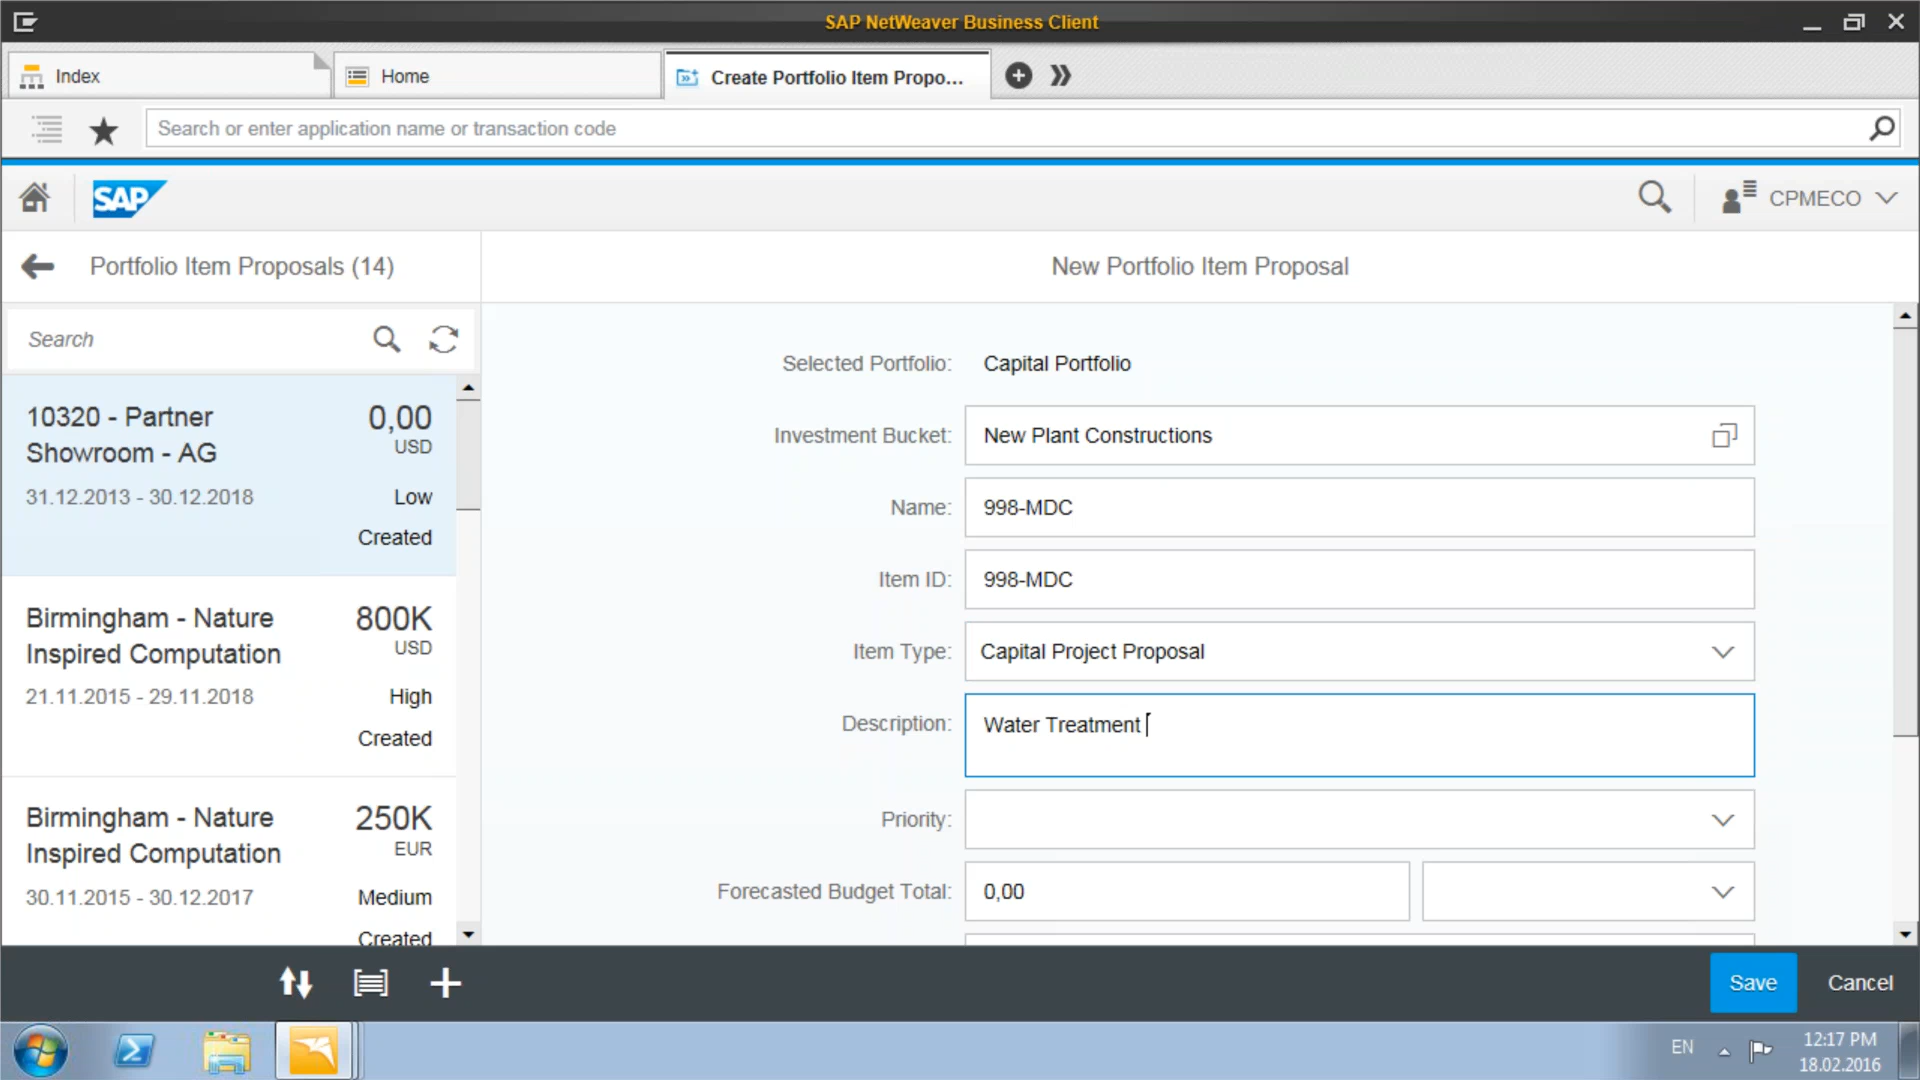 SAP NetWeaver Business Client
Index
Home
Create Portfolio Item Propo...
Search or enter application name or transaction code
SAP
CPMECO
Portfolio Item Proposals (14)
New Portfolio Item Proposal
Search
10320 - Partner
Showroom - AG
0,00
USD
31.12.2013 - 30.12.2018
Low
Created
Birmingham - Nature
Inspired Computation
800K
USD
21.11.2015 - 29.11.2018
High
Created
Birmingham - Nature
Inspired Computation
250K
EUR
30.11.2015 - 30.12.2017
Medium
Created
Selected Portfolio: Capital Portfolio
Investment Bucket: New Plant Constructions
Name: 998-MDC
Item ID: 998-MDC
Item Type: Capital Project Proposal
Description: Water Treatment
Priority:
Forecasted Budget Total: 0,00
Save
Cancel
EN
12:17 PM
18.02.2016